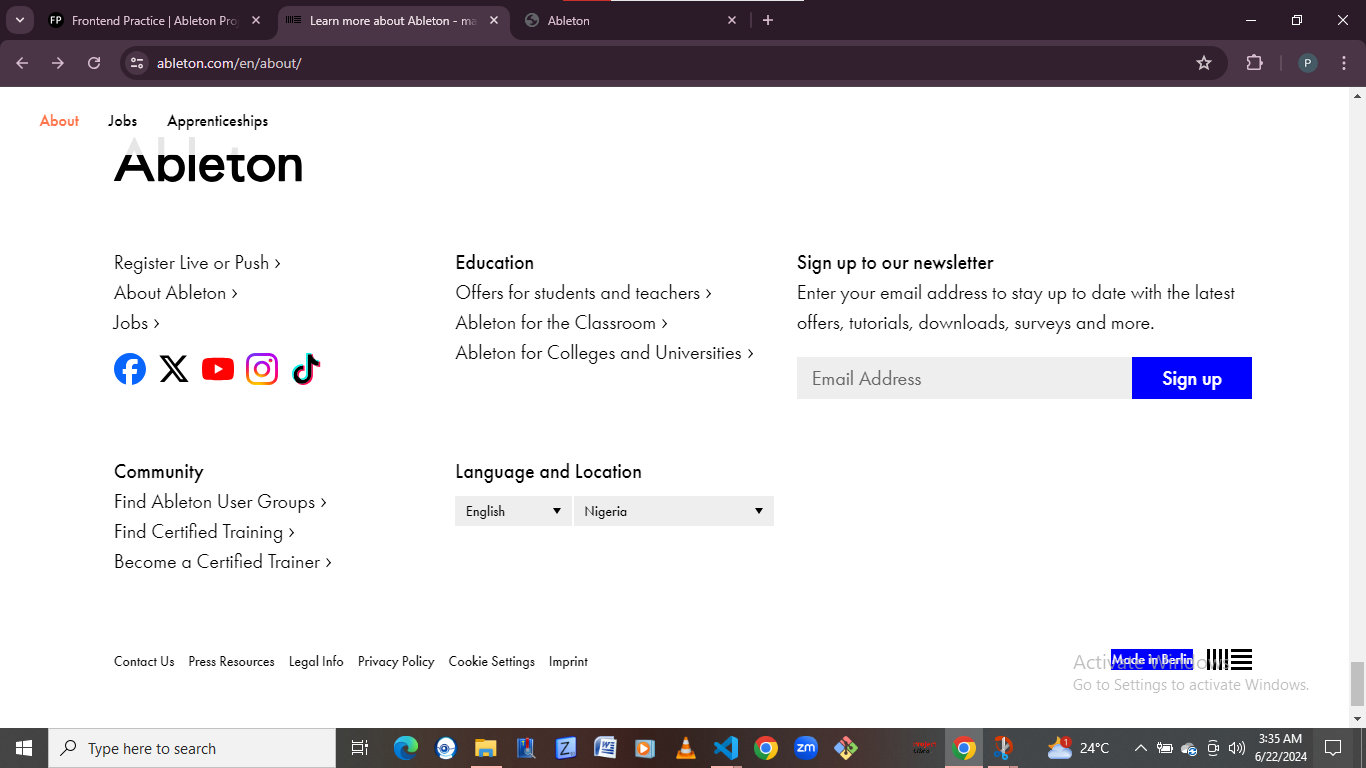 Frontend Practice | Ableton Pro
Learn more about Ableton - ma
Ableton
ableton.com/en/about/
P
About Jobs Apprenticeships
Ableton
Register Live or Push ›
About Ableton ›
Jobs ›
Education
Offers for students and teachers ›
Ableton for the Classroom ›
Ableton for Colleges and Universities ›
Sign up to our newsletter
Enter your email address to stay up to date with the latest
offers, tutorials, downloads, surveys and more.
Email Address
Sign up
Community
Find Ableton User Groups ›
Find Certified Training ›
Become a Certified Trainer ›
Language and Location
English
Nigeria
Contact Us Press Resources Legal Info Privacy Policy Cookie Settings Imprint
Made in Berlin
Activate Windows
Go to Settings to activate Windows.
Type here to search
24°C
3:35 AM
6/22/2024